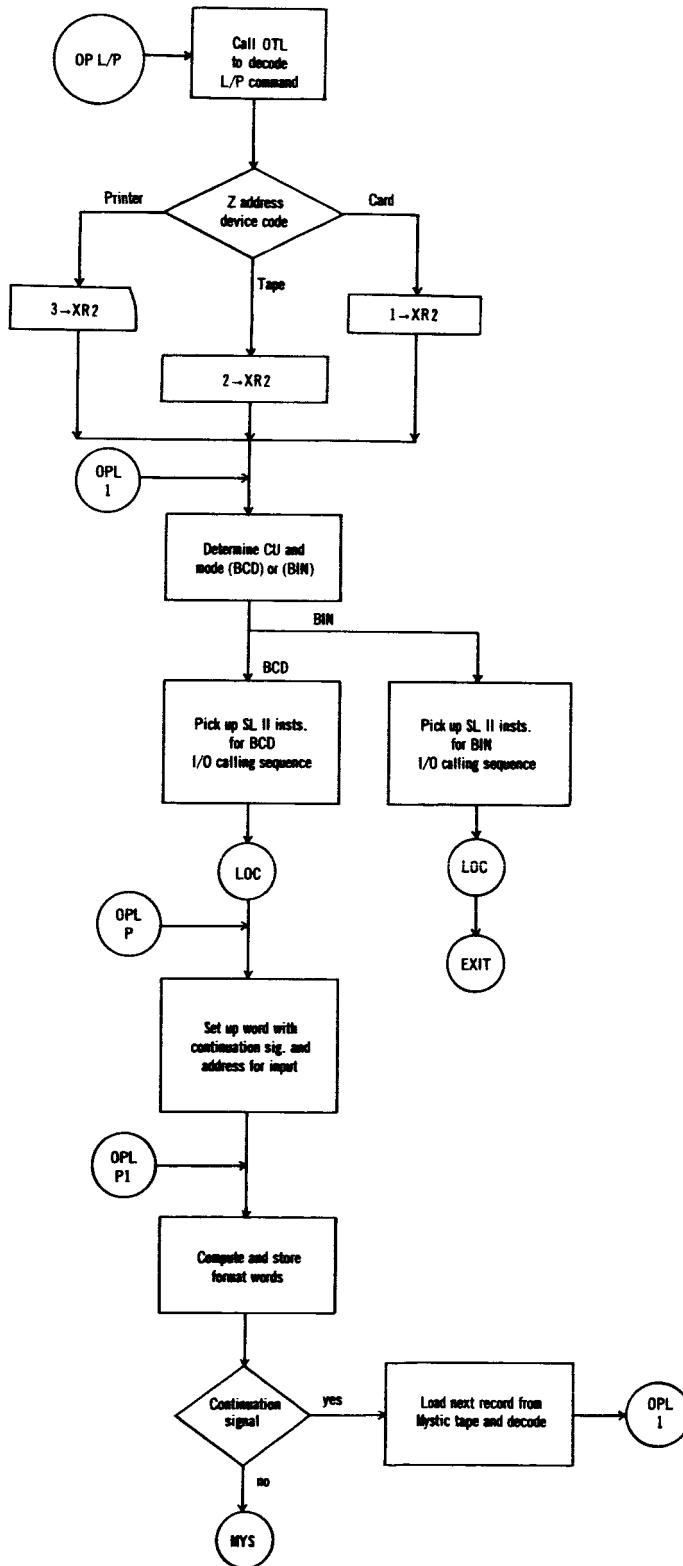 OP L/P
Call OTL
to decode
L/P command
Z address
device code
Printer
Card
Tape
3→XR2
1→XR2
2→XR2
OPL
1
Determine CU and
mode (BCD) or (BIN)
BIN
BCD
Pick up SL II insts.
for BCD
I/O calling sequence
Pick up SL II insts.
for BIN
I/O calling sequence
LOC
LOC
OPL
P
EXIT
Set up word with
continuation sig. and
address for input
OPL
P1
Compute and store
format words
Continuation
signal
yes
Load next record from
Mystic tape and decode
OPL
1
no
MYS